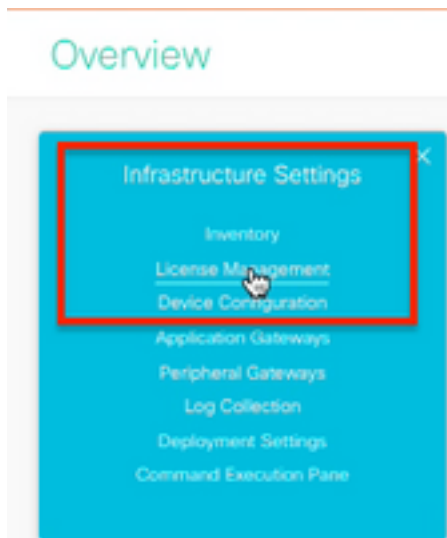 Overview
Infrastructure Settings
Inventory
License Management
Device Configuration
Application Gateways
Peripheral Gateways
Log Collection
Deployment Settings
Command Execution Pane